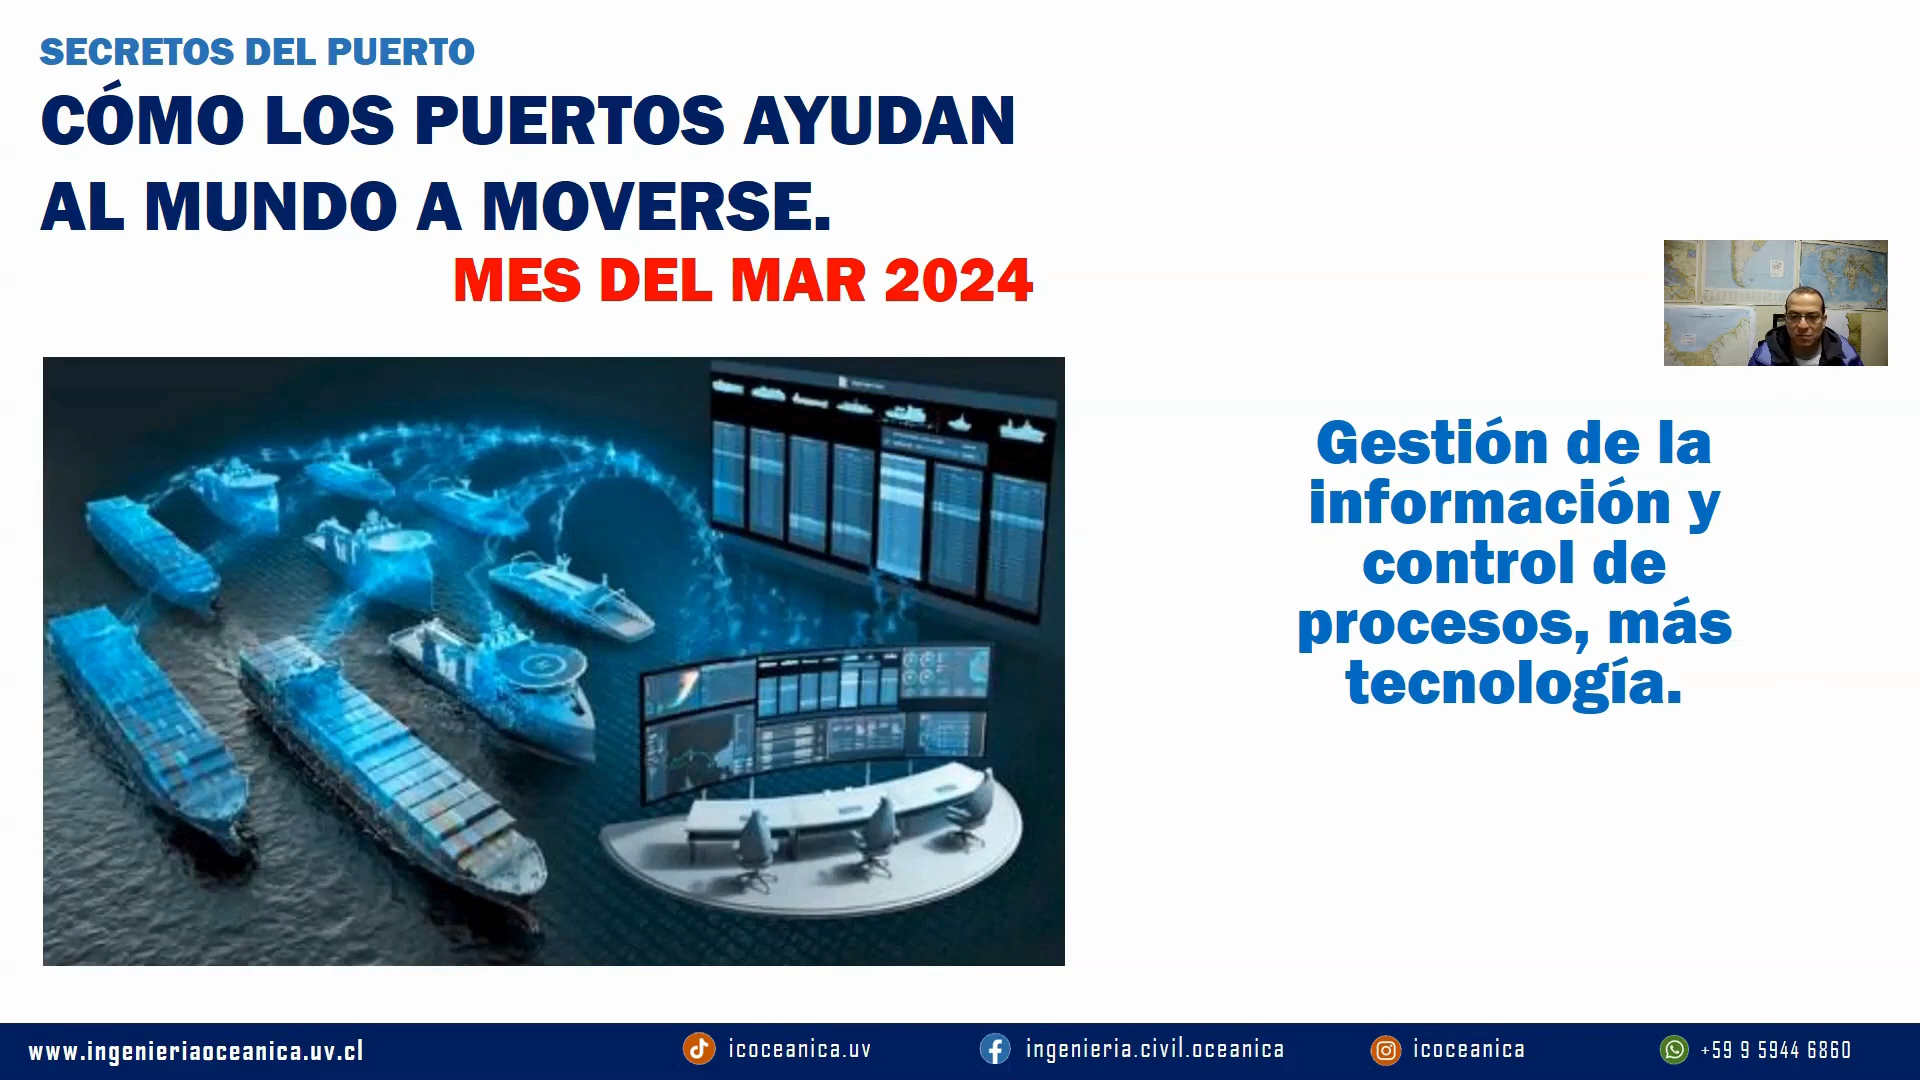 SECRETOS DEL PUERTO
CÓMO LOS PUERTOS AYUDAN
AL MUNDO A MOVERSE.
MES DEL MAR 2024
Gestión de la
información y
control de
procesos, más
tecnología.
www.ingenieriaoceanica.uv.cl
icoceanica.uv
ingenieria.civil.oceanica
icoceanica
+59 9 5944 6860